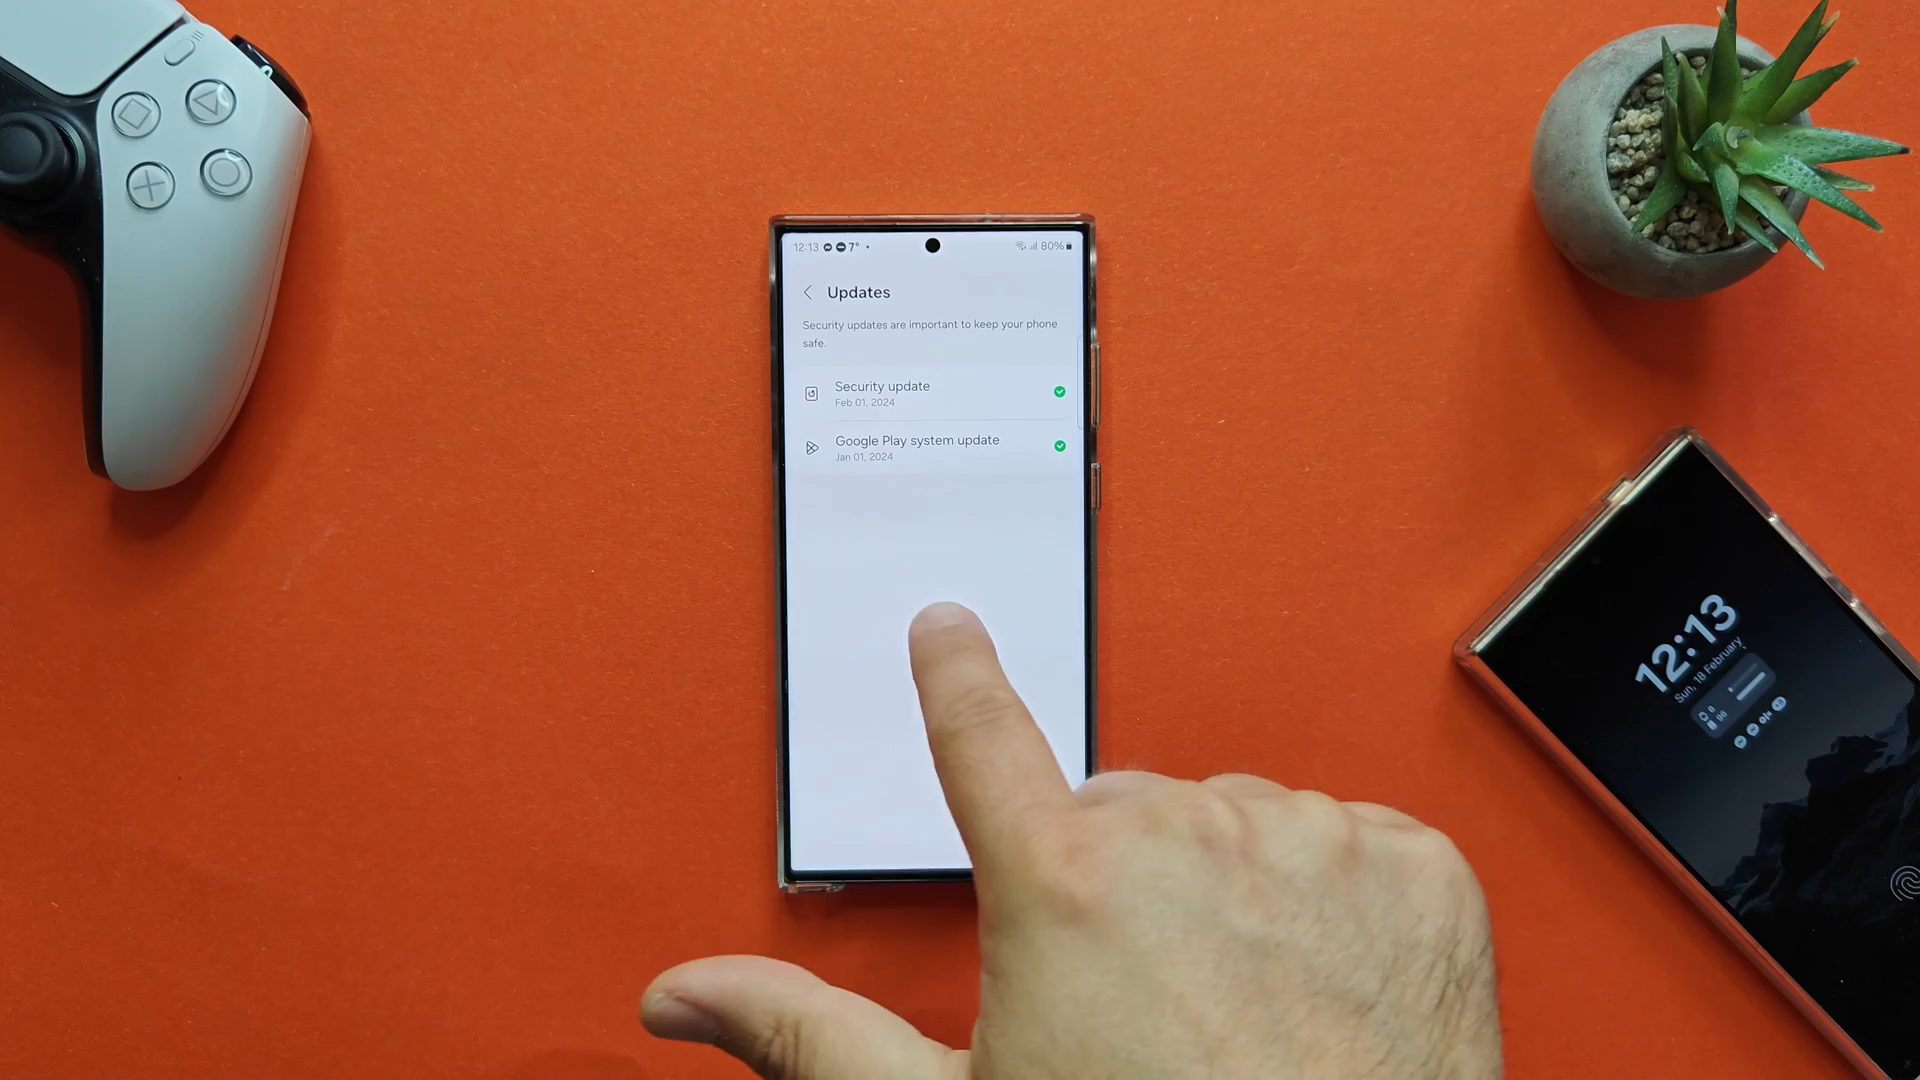 12:13 7° 80%
Updates
Security updates are important to keep your phone
safe.
Security update
Feb 01, 2024
Google Play system update
Jan 01, 2024
12:13
Sun, 18 February